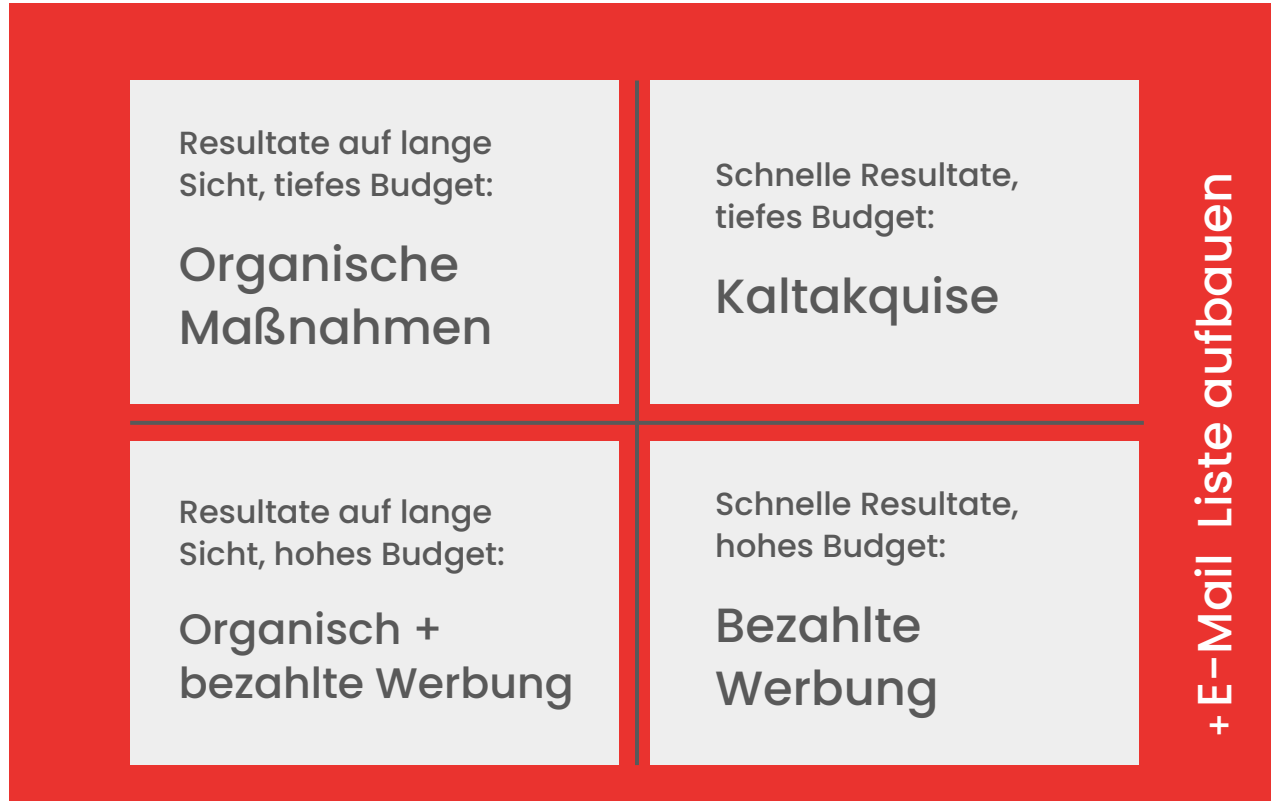 Resultate auf lange
Sicht, tiefes Budget:
Organische
Maßnahmen
Schnelle Resultate,
tiefes Budget:
Kaltakquise
Resultate auf lange
Sicht, hohes Budget:
Organisch +
bezahlte Werbung
Schnelle Resultate,
hohes Budget:
Bezahlte
Werbung
+E-Mail Liste aufbauen